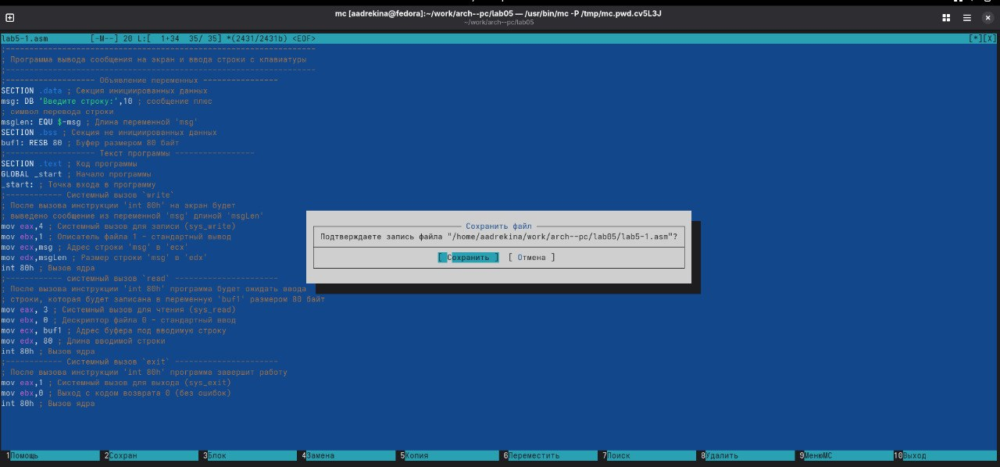 mc [aadrekina@fedora]:~/work/arch--pc/lab05 — /usr/bin/mc -P /tmp/mc.pwd.cv5L3J
~/work/arch--pc/lab05
lab5-1.asm [-M--] 20 L:[ 1+34 35/ 35] *(2431/2431b) <EOF> [*][X]
;------------------------------------------------------------------
; Программа вывода сообщения на экран и ввода строки с клавиатуры
;------------------------------------------------------------------
;------------------- Объявление переменных ----------------
SECTION .data ; Секция инициированных данных
msg: DB 'Введите строку:',10 ; сообщение плюс
; символ перевода строки
msgLen: EQU $-msg ; Длина переменной 'msg'
SECTION .bss ; Секция не инициированных данных
buf1: RESB 80 ; Буфер размером 80 байт
;------------------- Текст программы -----------------
SECTION .text ; Код программы
GLOBAL _start ; Начало программы
_start: ; Точка входа в программу
;------------ Системный вызов `write`
; После вызова инструкции 'int 80h' на экран будет
; выведено сообщение из переменной 'msg' длиной 'msgLen'
mov eax,4 ; Системный вызов для записи (sys_write)
mov ebx,1 ; Описатель файла 1 - стандартный вывод
mov ecx,msg ; Адрес строки 'msg' в 'ecx'
mov edx,msgLen ; Размер строки 'msg' в 'edx'
int 80h ; Вызов ядра
;------------ системный вызов `read` ----------------------
; После вызова инструкции 'int 80h' программа будет ожидать ввода
; строки, которая будет записана в переменную 'buf1' размером 80 байт
mov eax, 3 ; Системный вызов для чтения (sys_read)
mov ebx, 0 ; Дескриптор файла 0 - стандартный ввод
mov ecx, buf1 ; Адрес буфера под вводимую строку
mov edx, 80 ; Длина вводимой строки
int 80h ; Вызов ядра
;------------ Системный вызов `exit` ----------------------
; После вызова инструкции 'int 80h' программа завершит работу
mov eax,1 ; Системный вызов для выхода (sys_exit)
mov ebx,0 ; Выход с кодом возврата 0 (без ошибок)
int 80h ; Вызов ядра
Сохранить файл
Подтверждаете запись файла "/home/aadrekina/work/arch--pc/lab05/lab5-1.asm"?
[ Сохранить ] [ Отмена ]
1Помощь 2Сохран 3Блок 4Замена 5Копия 6Переместить 7Поиск 8Удалить 9МенюMC 10Выход